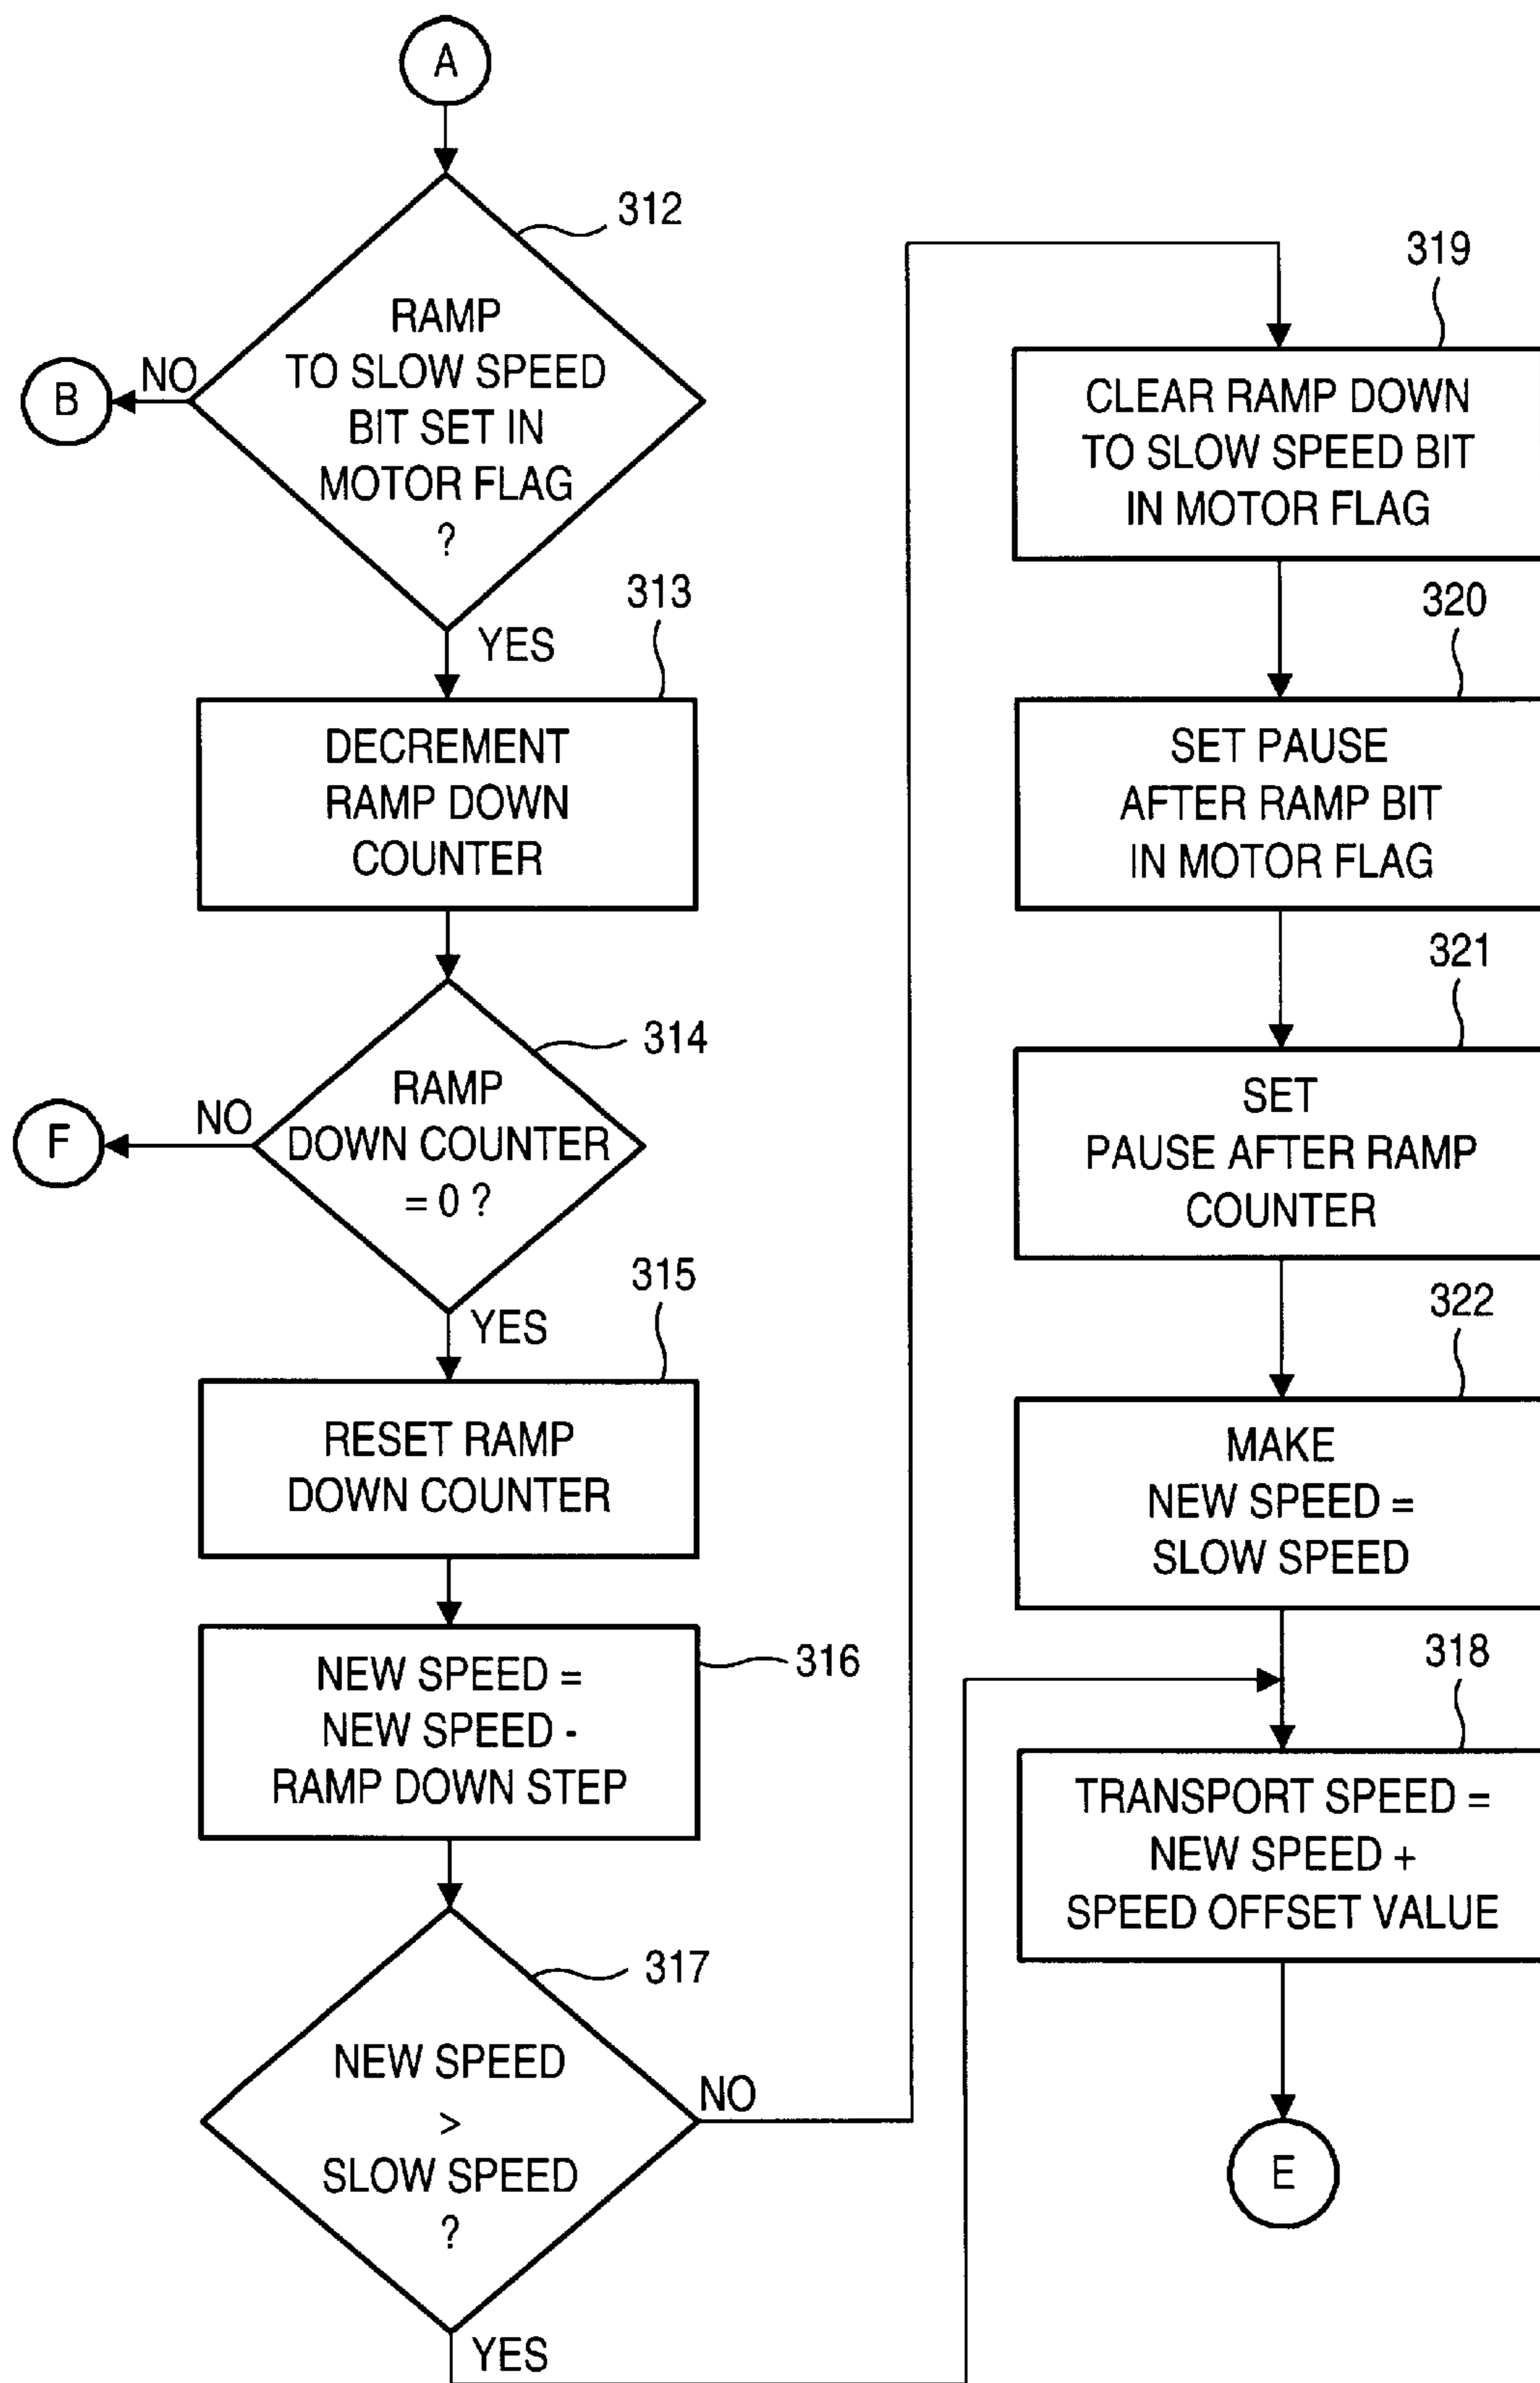 A
312
RAMP
TO SLOW SPEED
BIT SET IN
MOTOR FLAG
?
NO
B
YES
313
DECREMENT
RAMP DOWN
COUNTER
314
RAMP
DOWN COUNTER
= 0 ?
NO
F
YES
315
RESET RAMP
DOWN COUNTER
316
NEW SPEED =
NEW SPEED -
RAMP DOWN STEP
317
NEW SPEED
>
SLOW SPEED
?
NO
YES
319
CLEAR RAMP DOWN
TO SLOW SPEED BIT
IN MOTOR FLAG
320
SET PAUSE
AFTER RAMP BIT
IN MOTOR FLAG
321
SET
PAUSE AFTER RAMP
COUNTER
322
MAKE
NEW SPEED =
SLOW SPEED
318
TRANSPORT SPEED =
NEW SPEED +
SPEED OFFSET VALUE
E